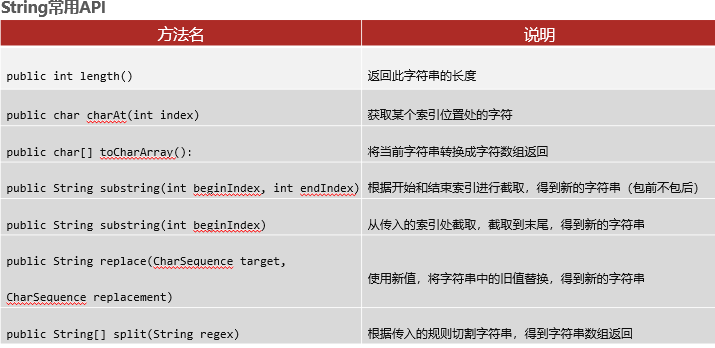 String常用API
方法名 说明
public int length() 返回此字符串的长度
public char charAt(int index) 获取某个索引位置处的字符
public char[] toCharArray(): 将当前字符串转换成字符数组返回
public String substring(int beginIndex, int endIndex) 根据开始和结束索引进行截取，得到新的字符串（包前不包后）
public String substring(int beginIndex) 从传入的索引处截取，截取到末尾，得到新的字符串
public String replace(CharSequence target,
CharSequence replacement) 使用新值，将字符串中的旧值替换，得到新的字符串
public String[] split(String regex) 根据传入的规则切割字符串，得到字符串数组返回